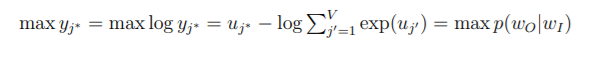 max y_{j*} = max log y_{j*} = u_{j*} − log ∑_{j'=1}^{V} exp(u_{j'}) = max p(w_O|w_I)